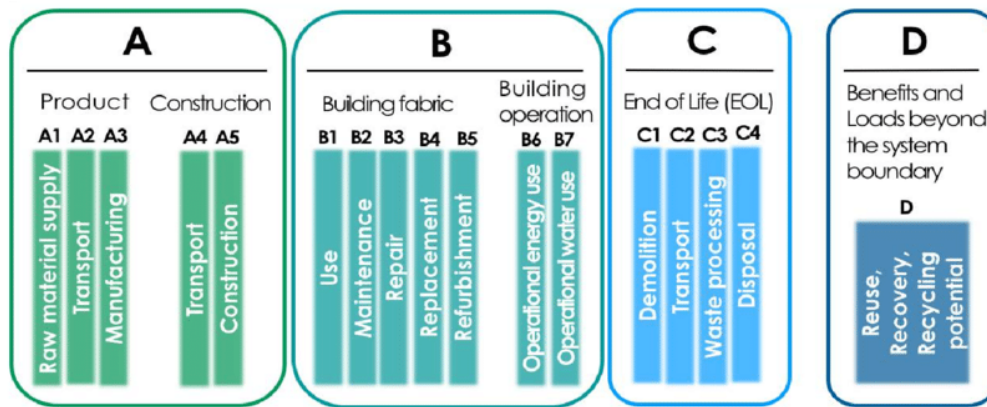 A
Product
Construction
A1 A2 A3
A4 A5
Raw material supply
Transport
Manufacturing
Transport
Construction
B
Building fabric
Building
operation
B1 B2 B3 B4 B5
B6 B7
Use
Maintenance
Repair
Replacement
Refurbishment
Operational energy use
Operational water use
C
End of Life (EOL)
C1 C2 C3 C4
Demolition
Transport
Waste processing
Disposal
D
Benefits and
Loads beyond
the system
boundary
D
Reuse,
Recovery,
Recycling
potential